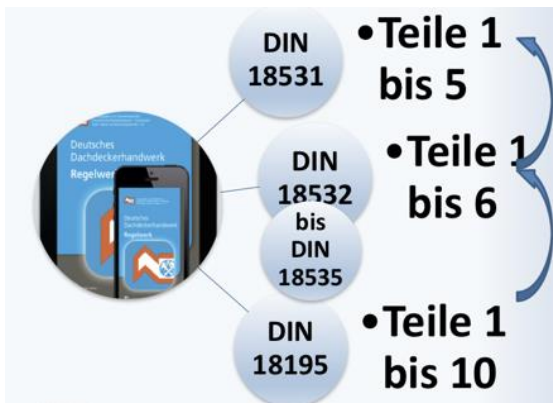 DIN
18531
•Teile 1
bis 5
Deutsches
Dachdeckerhandwerk
Regelwerk
Deutsches
Dachdeckerhandwerk
Regelwerk
DIN
18532
bis
DIN
18535
•Teile 1
bis 6
DIN
18195
•Teile 1
bis 10